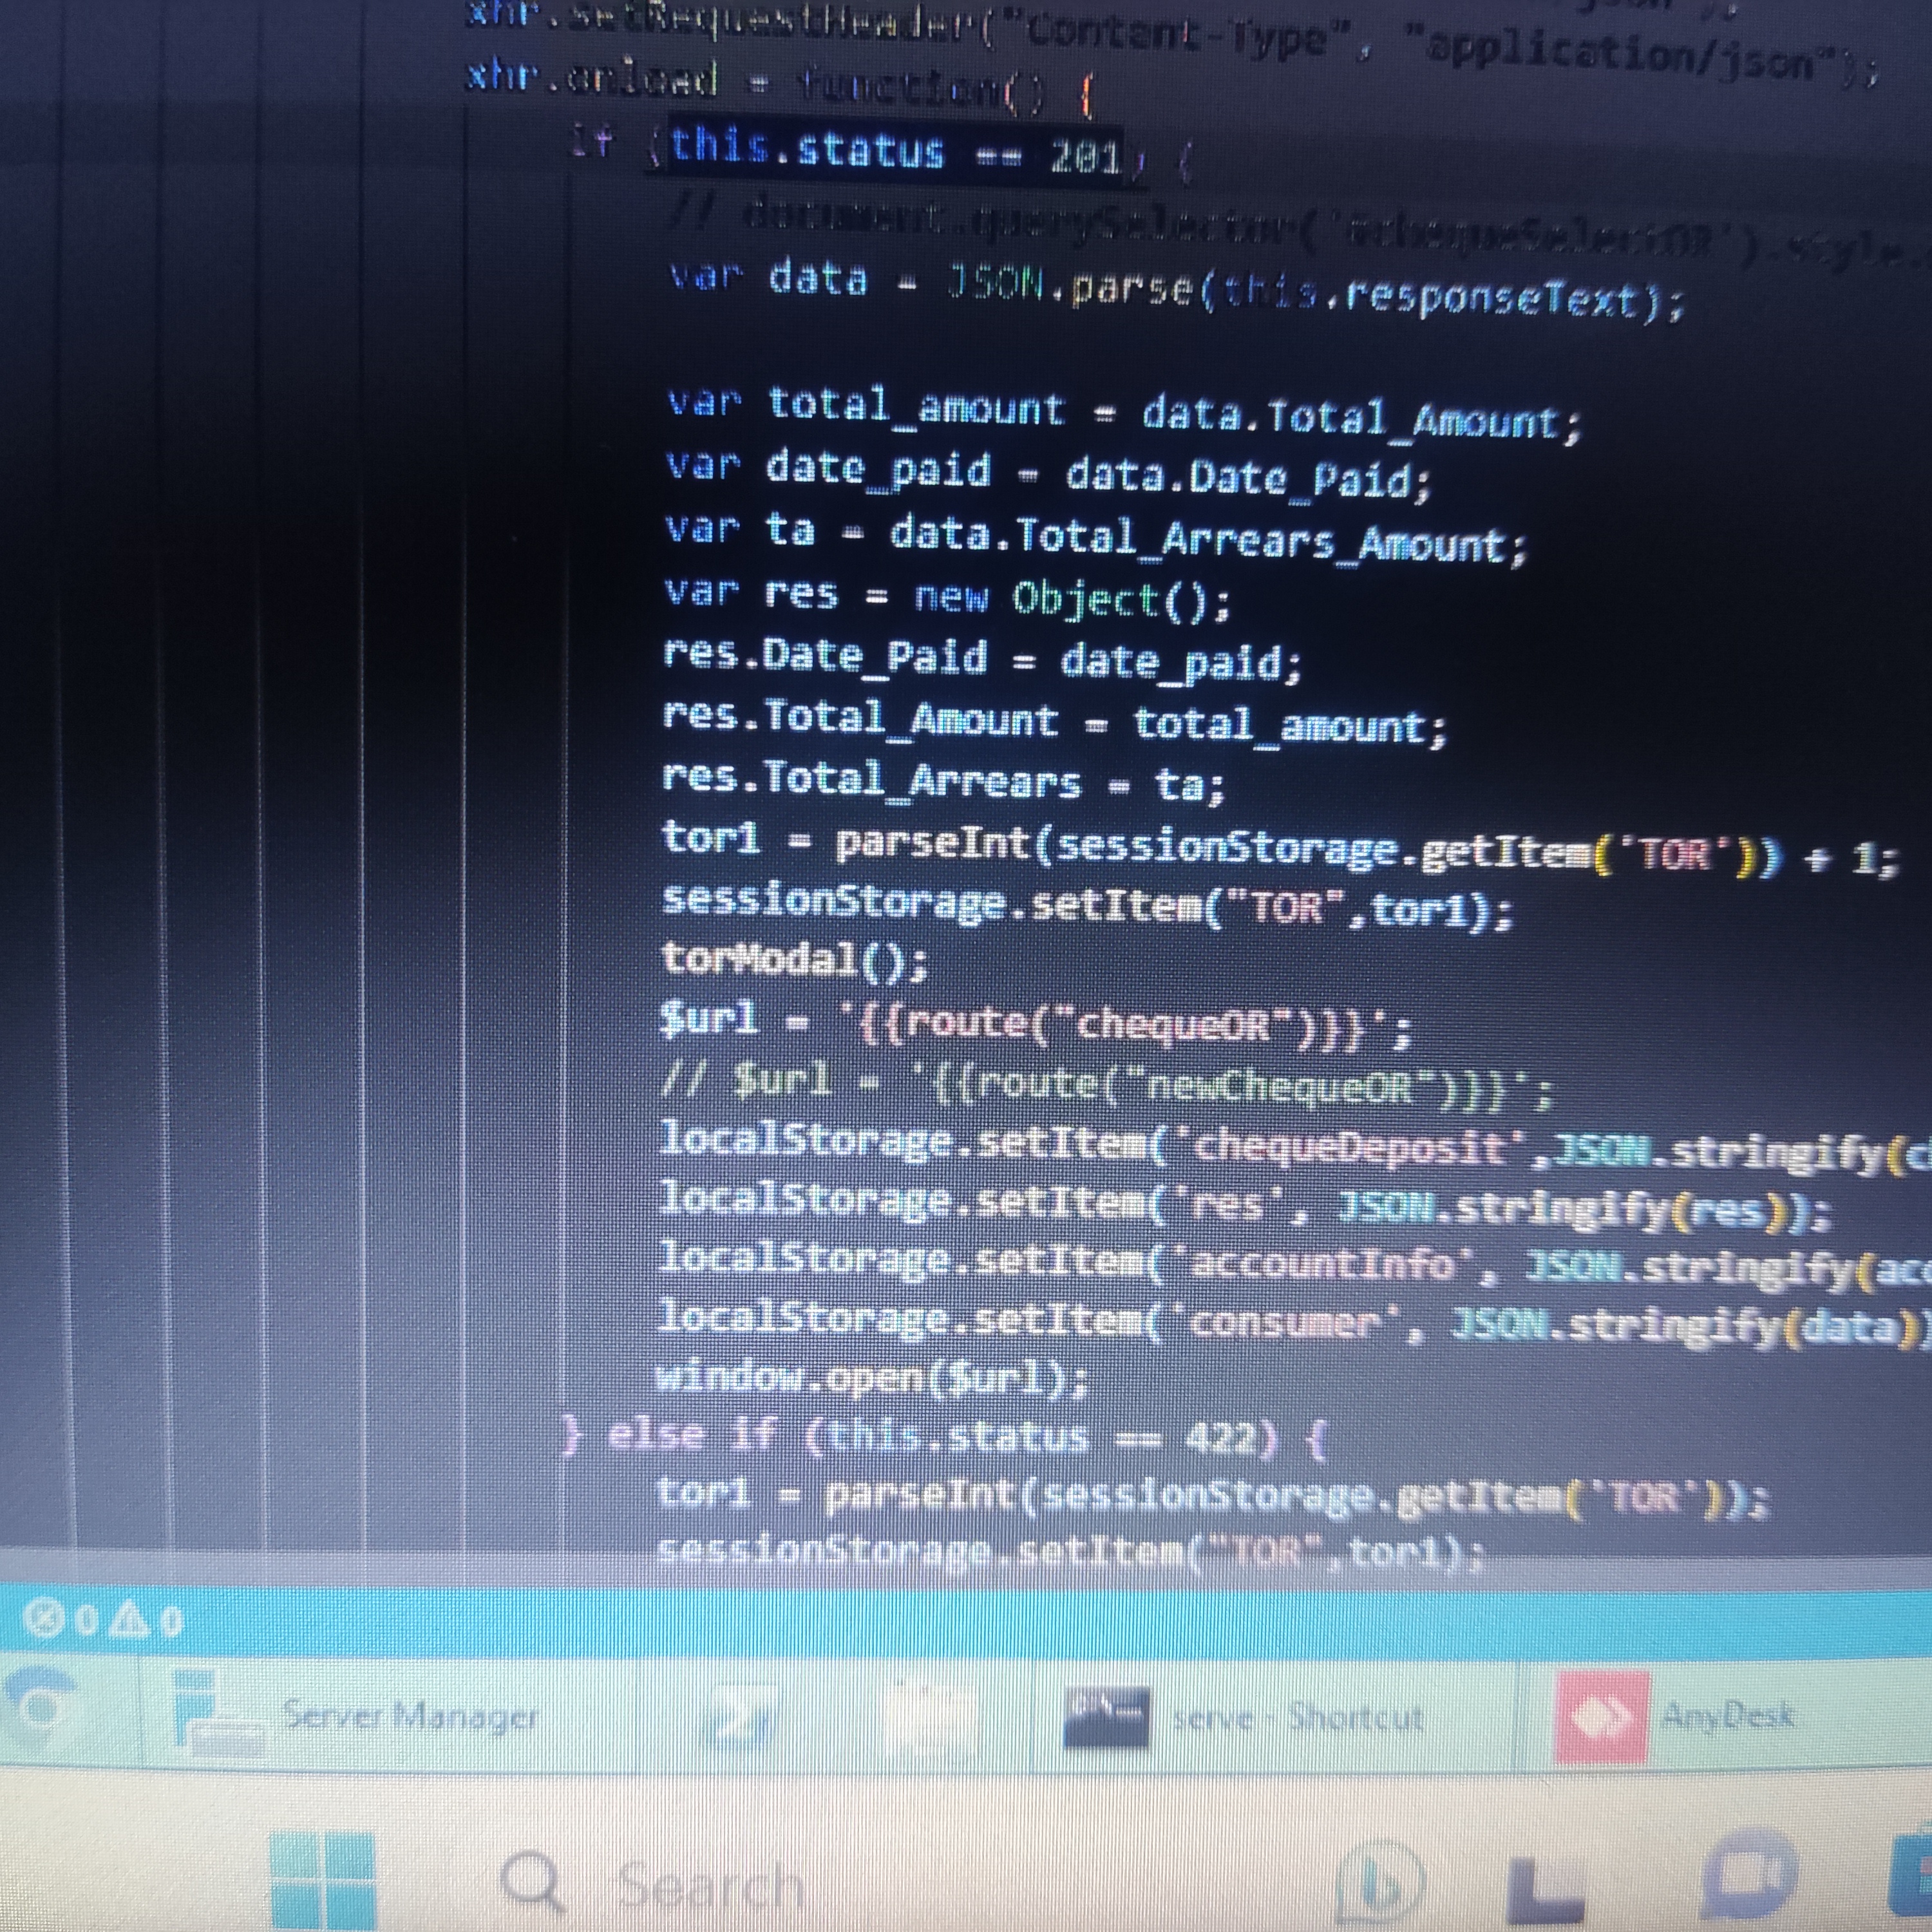 xhr.setRequestHeader("Content-Type", "application/json");
xhr.onload = function() {
if (this.status == 201) {
// document.querySelector('#chequeSelectOR').style.
var data = JSON.parse(this.responseText);
var total_amount = data.Total_Amount;
var date_paid = data.Date_Paid;
var ta = data.Total_Arrears_Amount;
var res = new Object();
res.Date_Paid = date_paid;
res.Total_Amount = total_amount;
res.Total_Arrears = ta;
tor1 = parseInt(sessionStorage.getItem('TOR')) + 1;
sessionStorage.setItem("TOR",tor1);
torModal();
$url = '{{route("chequeOR")}}';
// $url = '{{route("newChequeOR")}}';
localStorage.setItem('chequeDeposit',JSON.stringify(c
localStorage.setItem('res', JSON.stringify(res));
localStorage.setItem('accountInfo', JSON.stringify(acc
localStorage.setItem('consumer', JSON.stringify(data))
window.open($url);
} else if (this.status == 422) {
tor1 = parseInt(sessionStorage.getItem('TOR'));
sessionStorage.setItem("TOR",tor1);
0 0
Server Manager serve - Shortcut AnyDesk
Search